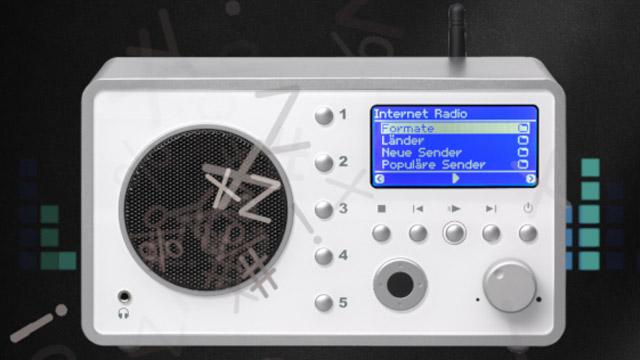 1
2
3
4
5
Internet Radio
Formate
Länder
Neue Sender
Populäre Sender